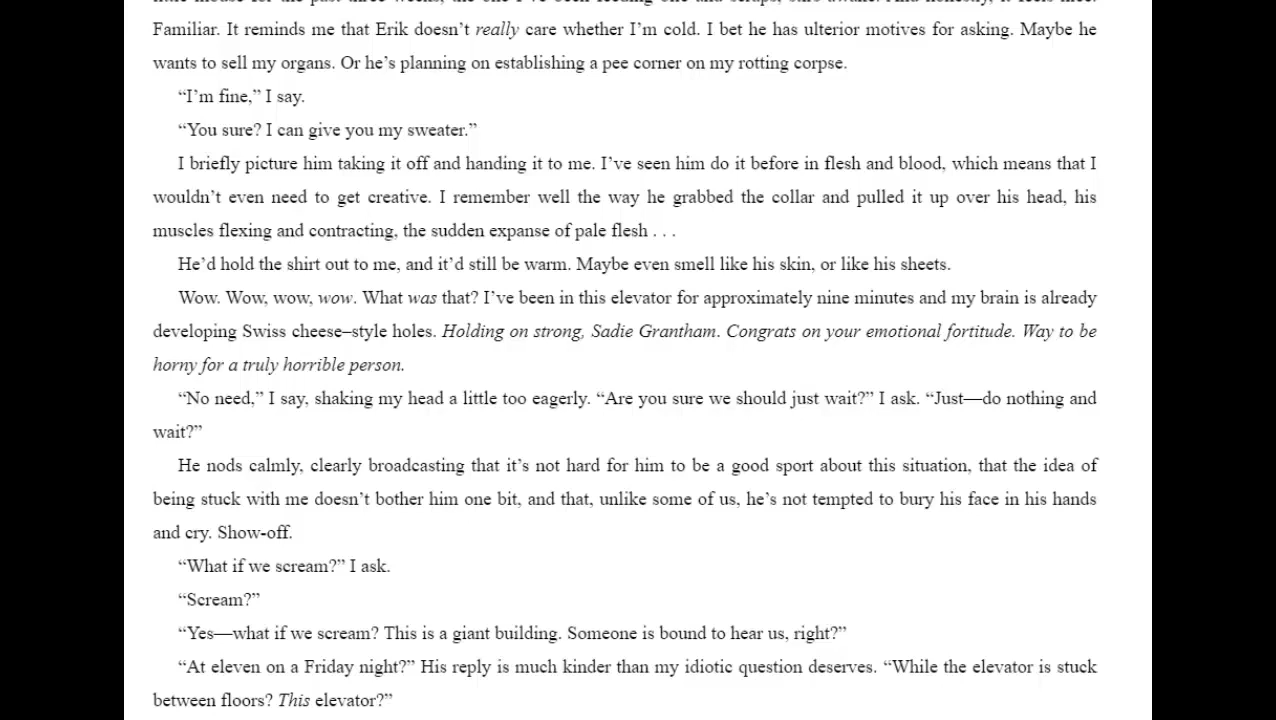 Familiar. It reminds me that Erik doesn’t really care whether I’m cold. I bet he has ulterior motives for asking. Maybe he
wants to sell my organs. Or he’s planning on establishing a pee corner on my rotting corpse.
“I’m fine,” I say.
“You sure? I can give you my sweater.”
I briefly picture him taking it off and handing it to me. I’ve seen him do it before in flesh and blood, which means that I
wouldn’t even need to get creative. I remember well the way he grabbed the collar and pulled it up over his head, his
muscles flexing and contracting, the sudden expanse of pale flesh . . .
He’d hold the shirt out to me, and it’d still be warm. Maybe even smell like his skin, or like his sheets.
Wow. Wow, wow, wow. What was that? I’ve been in this elevator for approximately nine minutes and my brain is already
developing Swiss cheese–style holes. Holding on strong, Sadie Grantham. Congrats on your emotional fortitude. Way to be
horny for a truly horrible person.
“No need,” I say, shaking my head a little too eagerly. “Are you sure we should just wait?” I ask. “Just—do nothing and
wait?”
He nods calmly, clearly broadcasting that it’s not hard for him to be a good sport about this situation, that the idea of
being stuck with me doesn’t bother him one bit, and that, unlike some of us, he’s not tempted to bury his face in his hands
and cry. Show-off.
“What if we scream?” I ask.
“Scream?”
“Yes—what if we scream? This is a giant building. Someone is bound to hear us, right?”
“At eleven on a Friday night?” His reply is much kinder than my idiotic question deserves. “While the elevator is stuck
between floors? This elevator?”